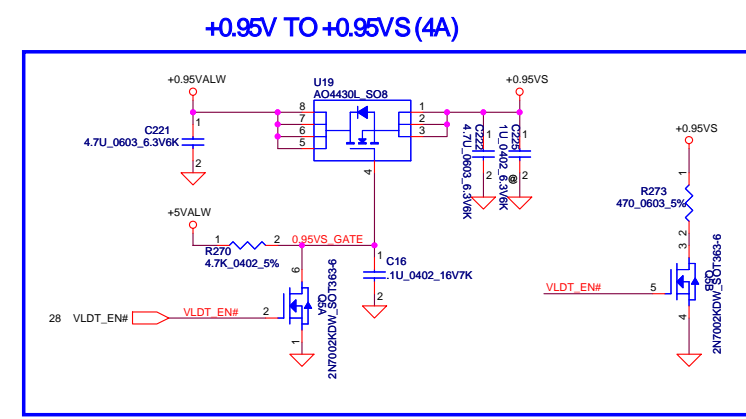 +0.95V TO +0.95VS (4A)
+0.95VALW
U19
AO4430L_SO8
+0.95VS
8
7
6
5
1
2
3
4
C221
4.7U_0603_6.3V6K
1
2
C222
4.7U_0603_6.3V6K
1
2
C225
1U_0402_6.3V6K
@
1
2
+0.95VS
R273
470_0603_5%
1
2
+5VALW
1
2
R270
4.7K_0402_5%
0.95VS_GATE
C16
.1U_0402_16V7K
1
2
6
Q5A
2N7002KDW_SOT363-6
2
1
28 VLDT_EN#
VLDT_EN#
VLDT_EN#
5
3
4
Q5B
2N7002KDW_SOT363-6